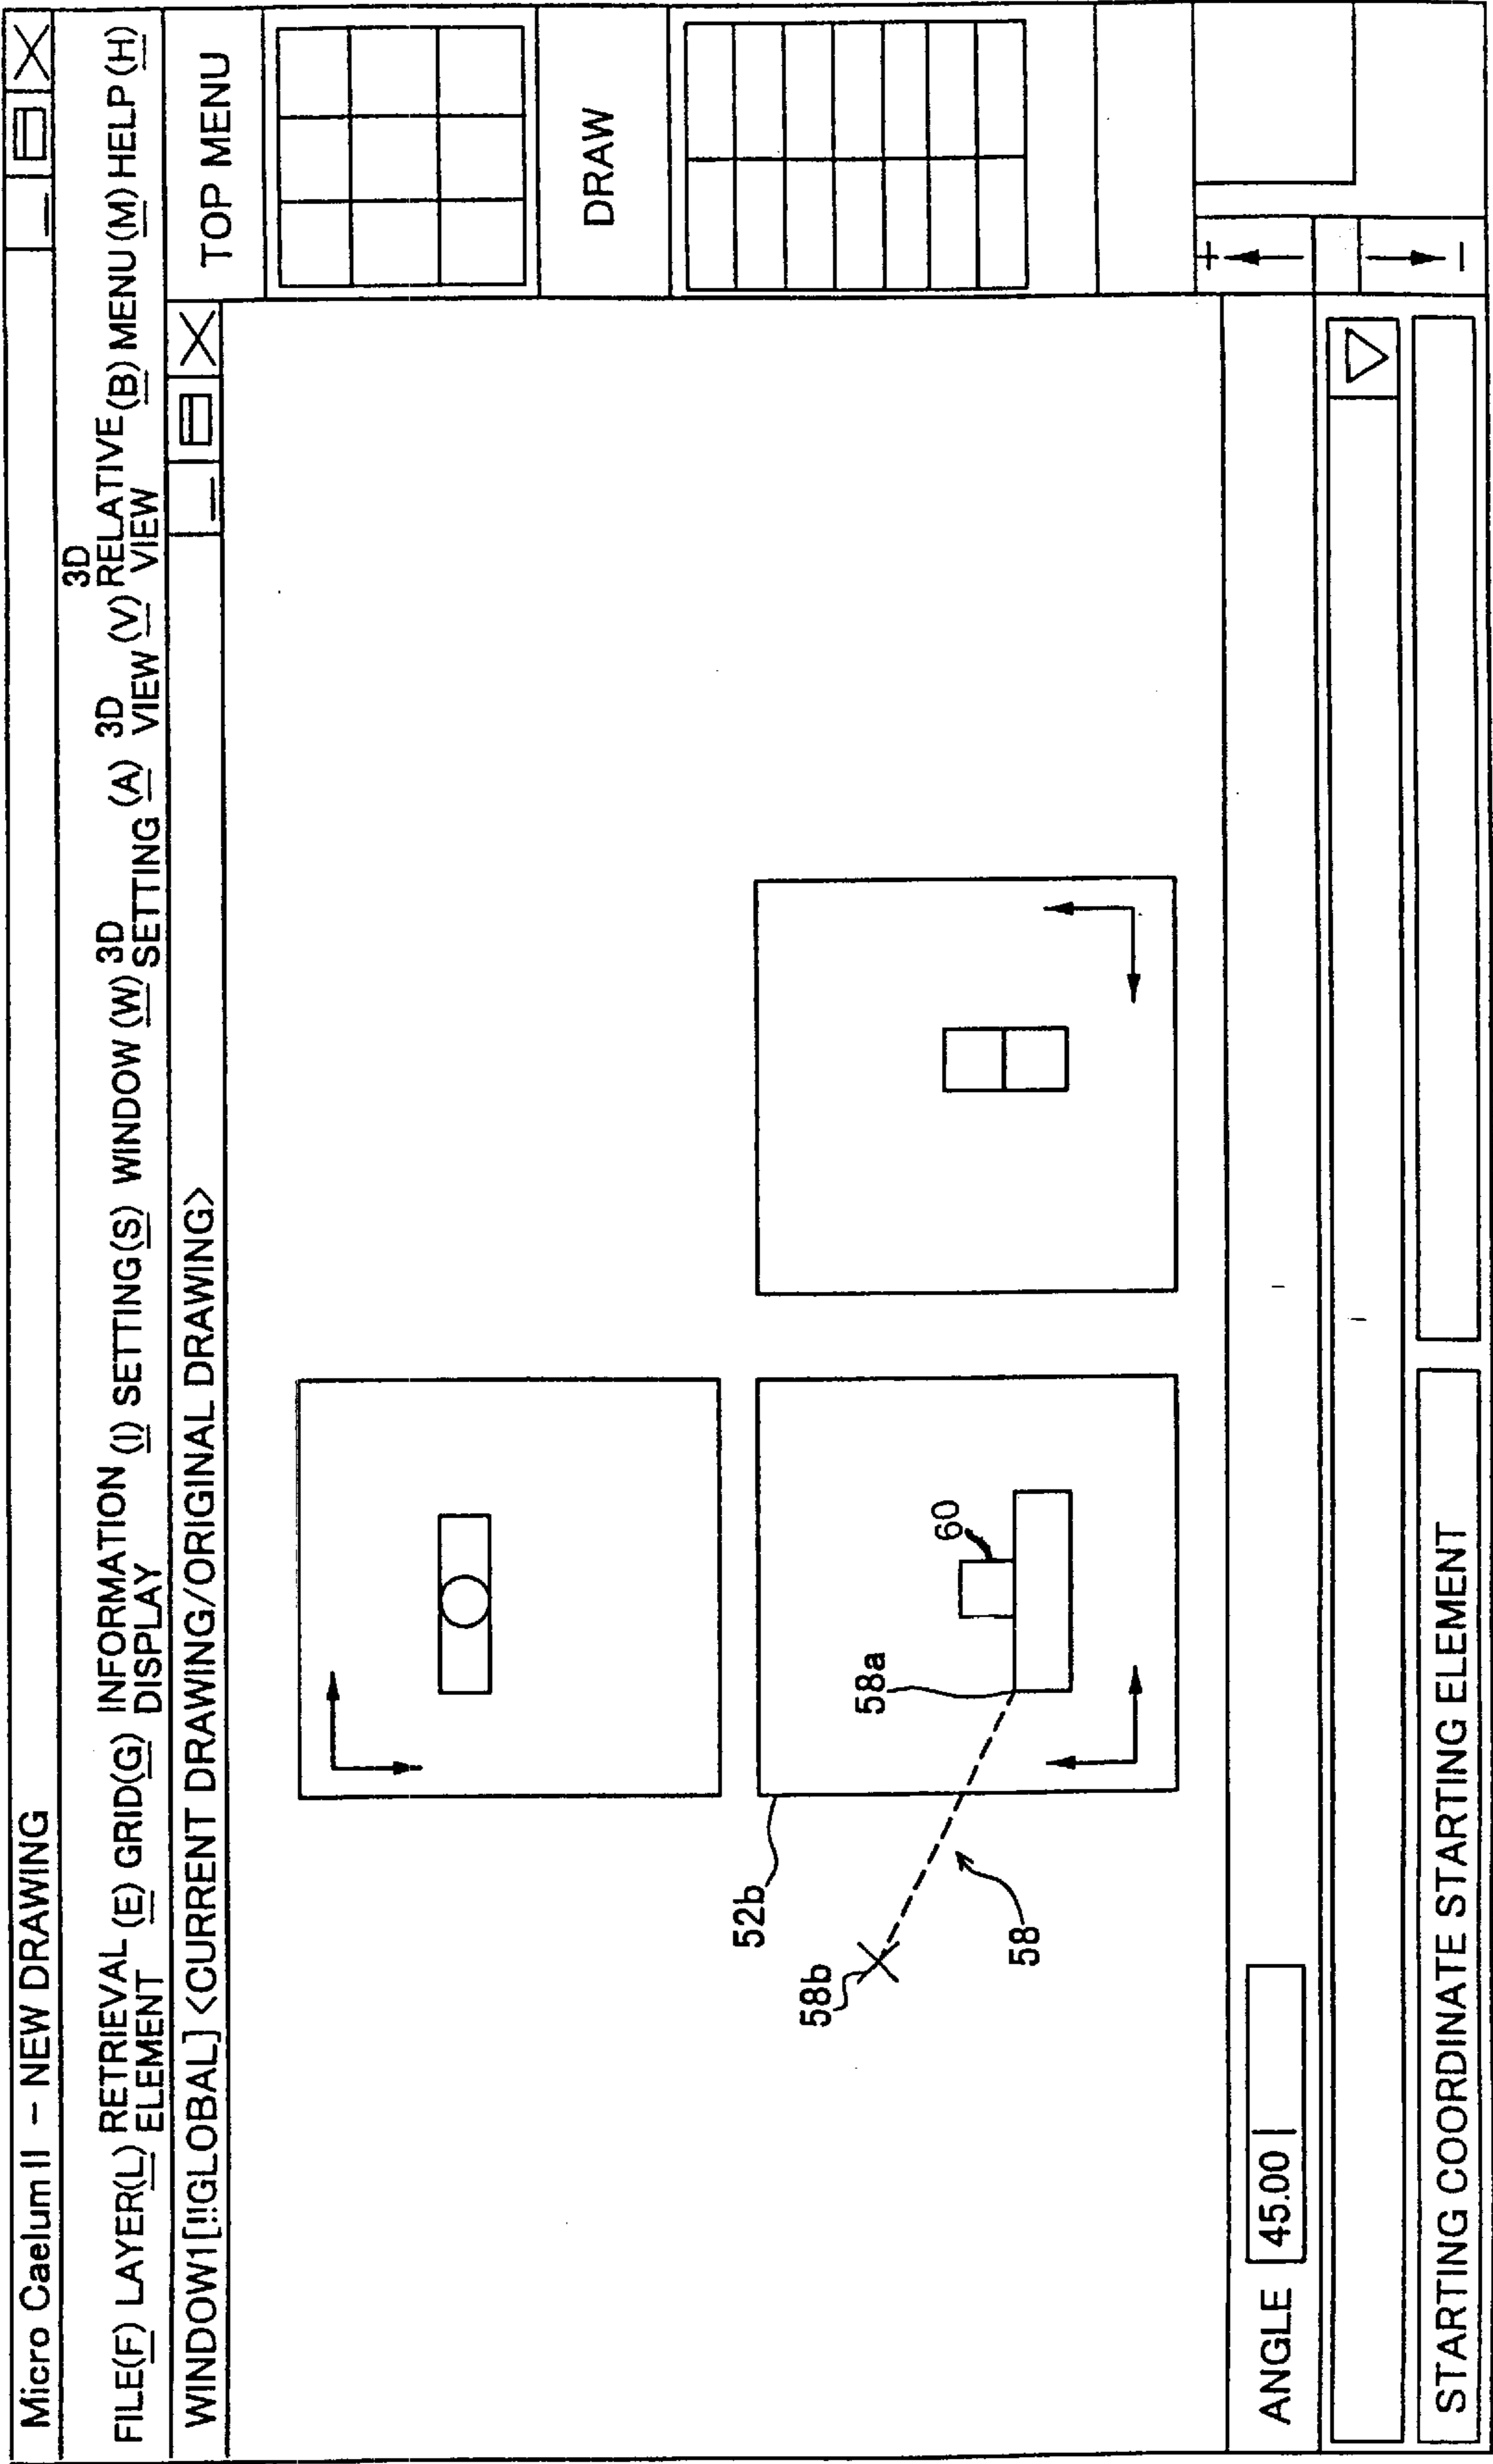 Micro Caelum II – NEW DRAWING
FILE(F) LAYER(L) RETRIEVAL ELEMENT (E) GRID(G) INFORMATION DISPLAY (I) SETTING(S) WINDOW (W) 3D SETTING (A) 3D VIEW (V) 3D RELATIVE VIEW (B) MENU (M) HELP (H)
WINDOW1[!!GLOBAL] <CURRENT DRAWING/ORIGINAL DRAWING>
TOP MENU
DRAW
52b
58b
58a
60
58
+
–
ANGLE 45.00
STARTING COORDINATE STARTING ELEMENT